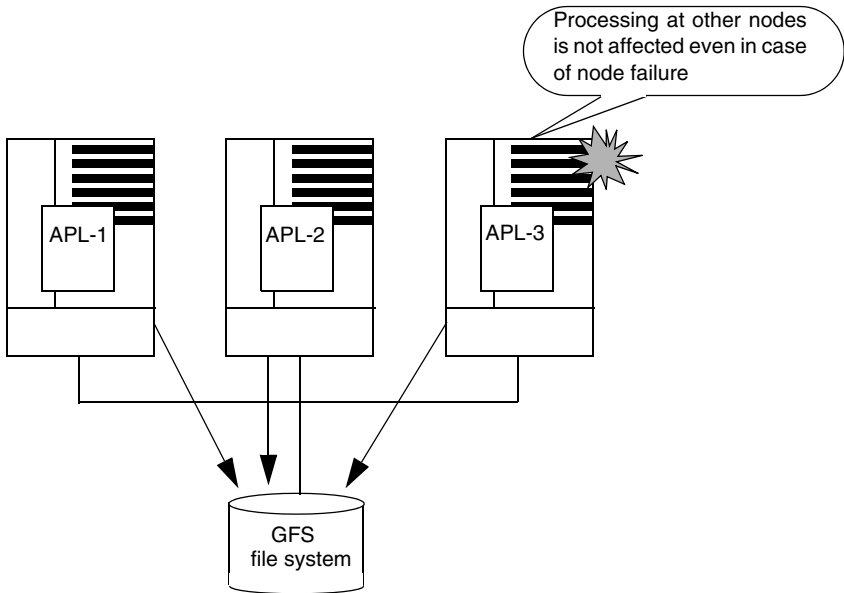 Processing at other nodes
is not affected even in case
of node failure
APL-1
APL-2
APL-3
GFS
file system